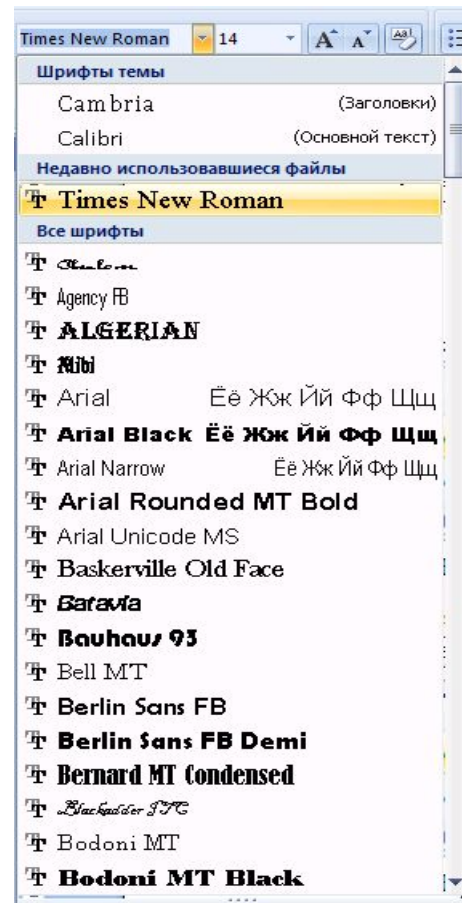 Times New Roman 14 A A Aa
Шрифты темы
Cambria (Заголовки)
Calibri (Основной текст)
Недавно использовавшиеся файлы
Times New Roman
Все шрифты
Agency FB
ALGERIAN
Alibi
Arial Ёё Жж Йй Фф Щщ
Arial Black Ёё Жж Йй Фф Щщ
Arial Narrow Ёё Жж Йй Фф Щщ
Arial Rounded MT Bold
Arial Unicode MS
Baskerville Old Face
Batavia
Bauhaus 93
Bell MT
Berlin Sans FB
Berlin Sans FB Demi
Bernard MT Condensed
Blackadder ITC
Bodoni MT
Bodoni MT Black